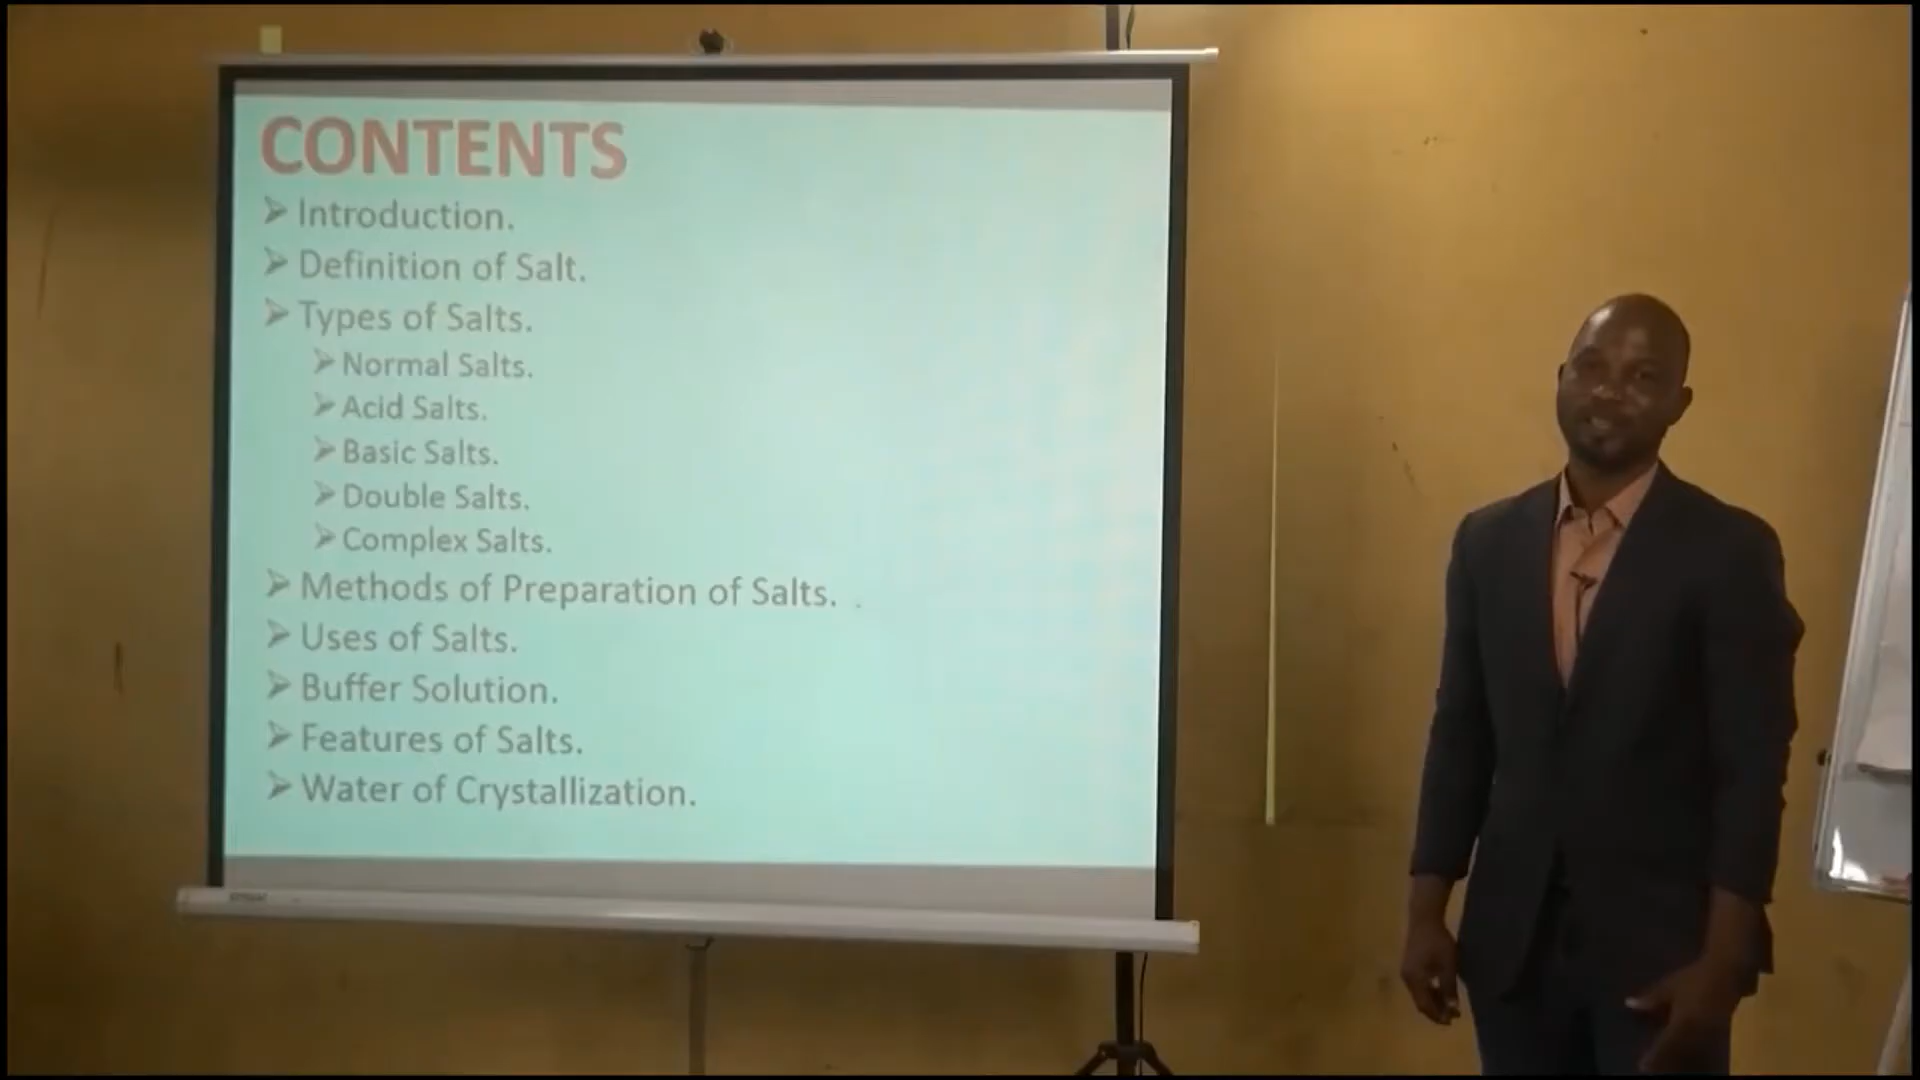 CONTENTS
➢ Introduction.
➢ Definition of Salt.
➢ Types of Salts.
➢ Normal Salts.
➢ Acid Salts.
➢ Basic Salts.
➢ Double Salts.
➢ Complex Salts.
➢ Methods of Preparation of Salts.
➢ Uses of Salts.
➢ Buffer Solution.
➢ Features of Salts.
➢ Water of Crystallization.